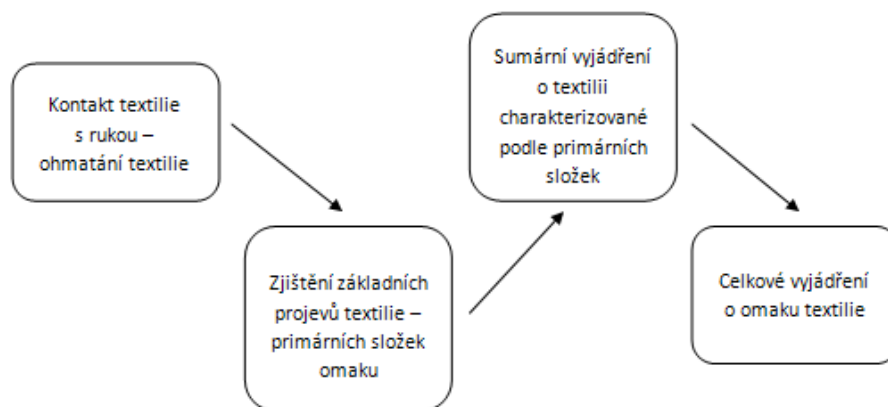 Kontakt textilie
s rukou –
ohmatání textilie
Zjištění základních
projevů textilie –
primárních složek
omaku
Sumární vyjádření
o textilii
charakterizované
podle primárních
složek
Celkové vyjádření
o omaku textilie